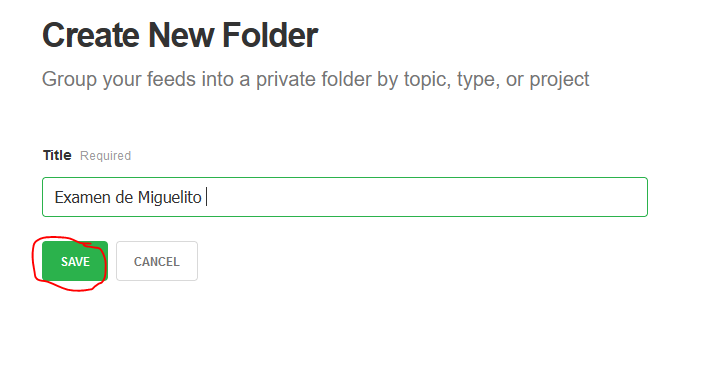 Create New Folder
Group your feeds into a private folder by topic, type, or project
Title Required
Examen de Miguelito
SAVE CANCEL